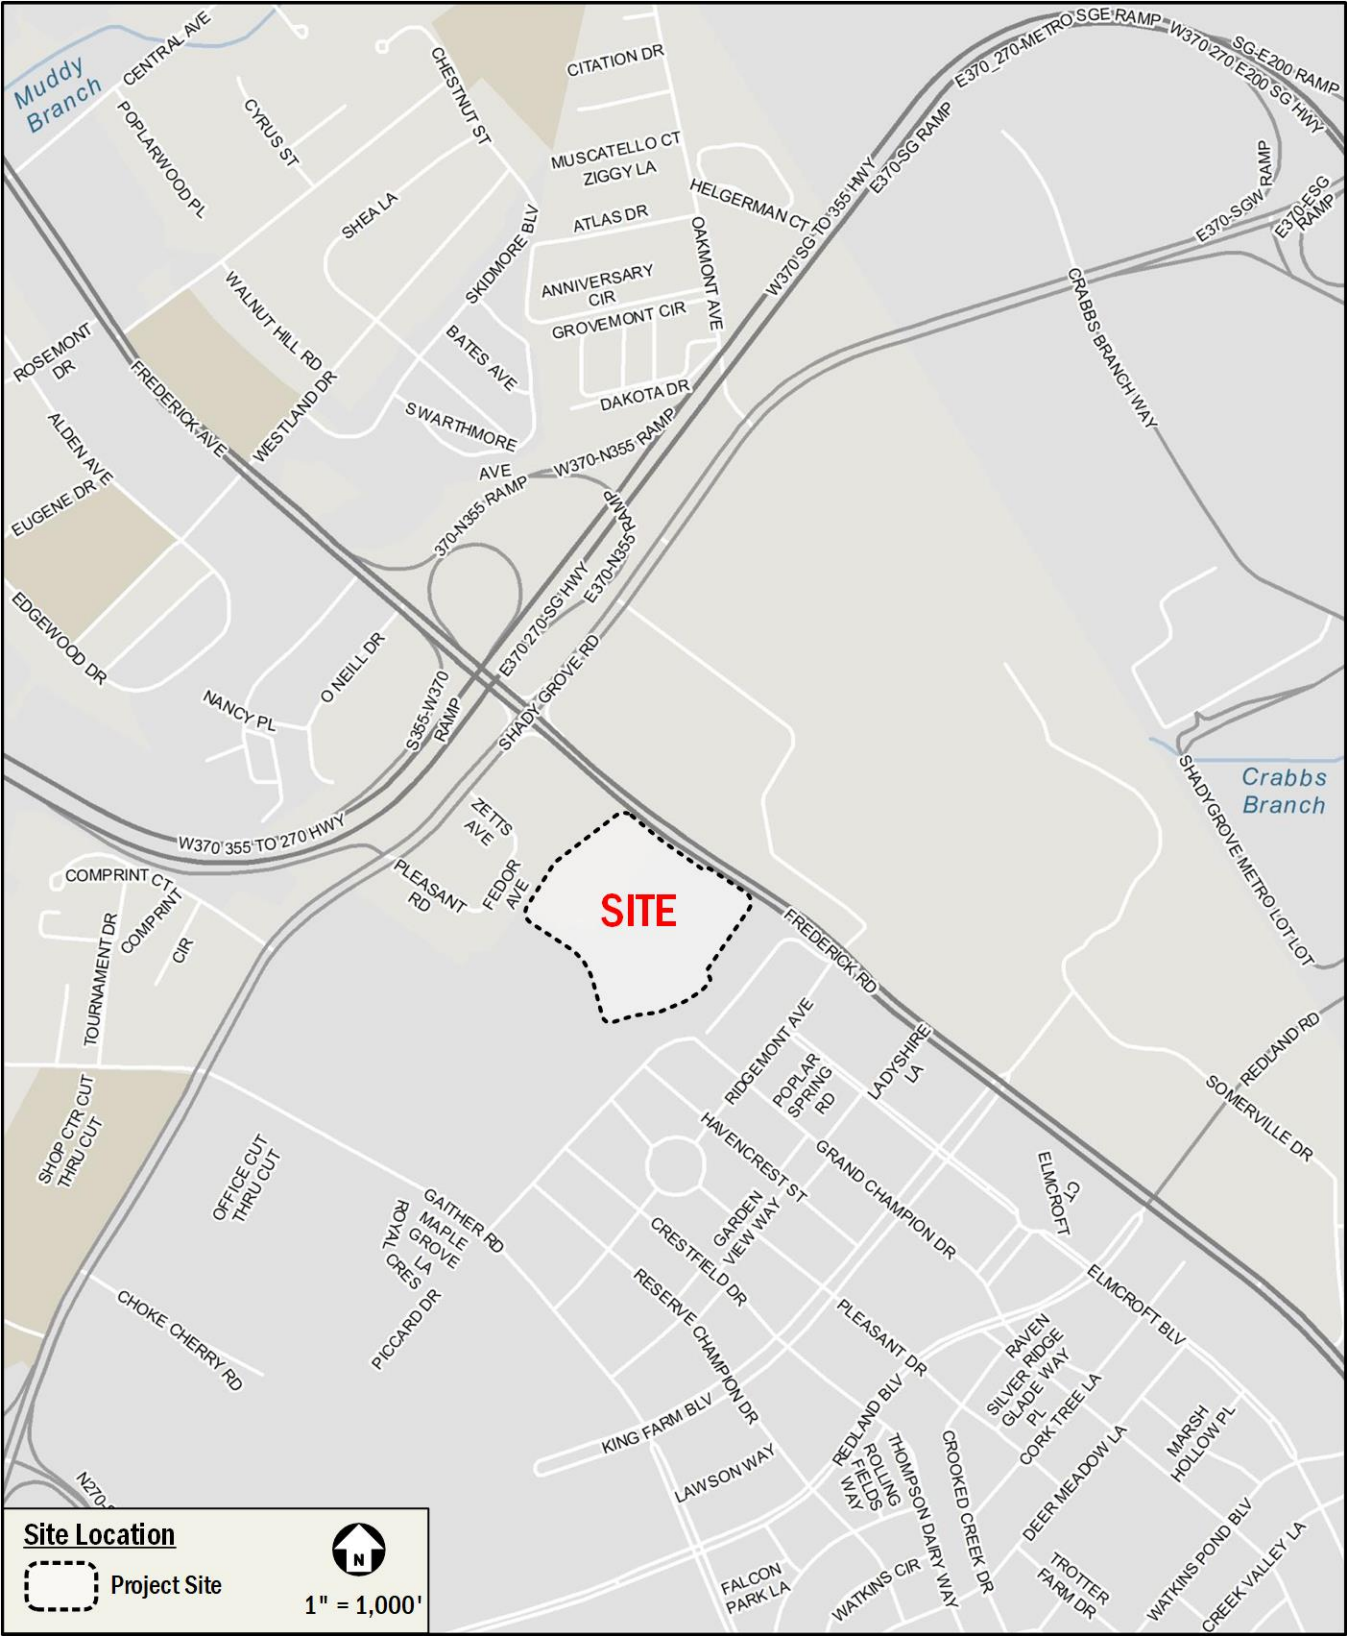 Muddy
Branch
CENTRAL AVE
POPLARWOOD PL
CYRUS ST
CHESTNUT ST
CITATION DR
MUSCATELLO CT
ZIGGY LA
ATLAS DR
HELGERMAN CT
OAKMONT AVE
SHEA LA
SKIDMORE BLV
ANNIVERSARY
CIR
GROVEMONT CIR
DAKOTA DR
BATES AVE
SWARTHMORE
AVE
WALNUT HILL RD
WESTLAND DR
ROSEMONT
DR
FREDERICK AVE
ALDEN AVE
EUGENE DR
EDGEWOOD DR
E370_270-METRO SGE RAMP
W370 270 E200 SG HWY
SG-E200 RAMP
E370-SG RAMP
W370 SG TO 355 HWY
E370-SGW RAMP
E370-ESG
RAMP
CRABBS BRANCH WAY
W370-N355 RAMP
370-N355 RAMP
E370-N355 RAMP
E370 270-SG HWY
SHADY GROVE RD
S355-W370
RAMP
O NEILL DR
NANCY PL
W370 355 TO 270 HWY
ZETTS
AVE
FEDOR
AVE
PLEASANT
RD
SITE
FREDERICK RD
Crabbs
Branch
SHADYGROVE METRO LOT LOT
COMPRINT CT
COMPRINT
CIR
TOURNAMENT DR
SHOP CTR CUT
THRU CUT
OFFICE CUT
THRU CUT
RIDGEMONT AVE
POPLAR
SPRING
RD
LADYSHIRE
LA
REDLAND RD
SOMERVILLE DR
HAVENCREST ST
GRAND CHAMPION DR
ELMCROFT
CT
GARDEN
VIEW WAY
CRESTFIELD DR
GAITHER RD
MAPLE
GROVE
LA
ROYAL
CRES
PICCARD DR
RESERVE CHAMPION DR
CHOKE CHERRY RD
PLEASANT DR
ELMCROFT BLV
RAVEN
SILVER RIDGE
GLADE WAY
PL
CORK TREE LA
KING FARM BLV
REDLAND BLV
LAWSON WAY
ROLLING
FIELDS
WAY
THOMPSON DAIRY WAY
CROOKED CREEK DR
DEER MEADOW LA
MARSH
HOLLOW PL
FALCON
PARK LA
WATKINS CIR
TROTTER
FARM DR
WATKINS POND BLV
CREEK VALLEY LA
N270-
Site Location
Project Site
N
1" = 1,000'